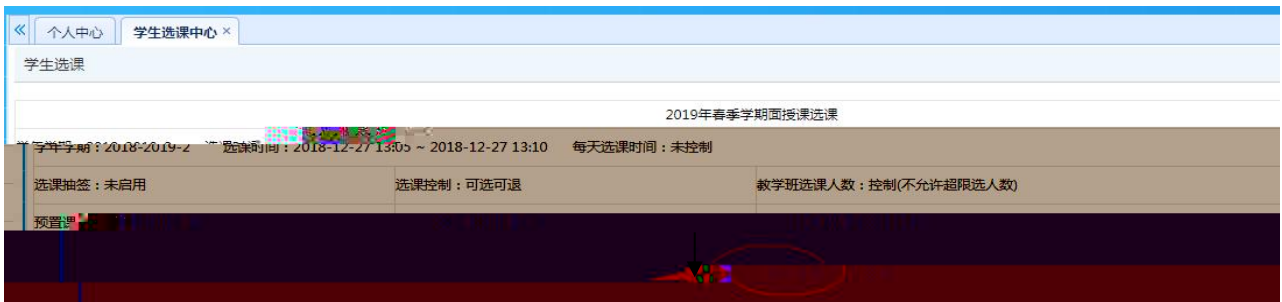 个人中心 学生选课中心 ×
学生选课
2019年春季学期面授课选课
学年学期：2018-2019-2 选课时间：2018-12-27 13:05 ~ 2018-12-27 13:10 每天选课时间：未控制
选课抽签：未启用 选课控制：可选可退 教学班选课人数：控制(不允许超限选人数)
预置课